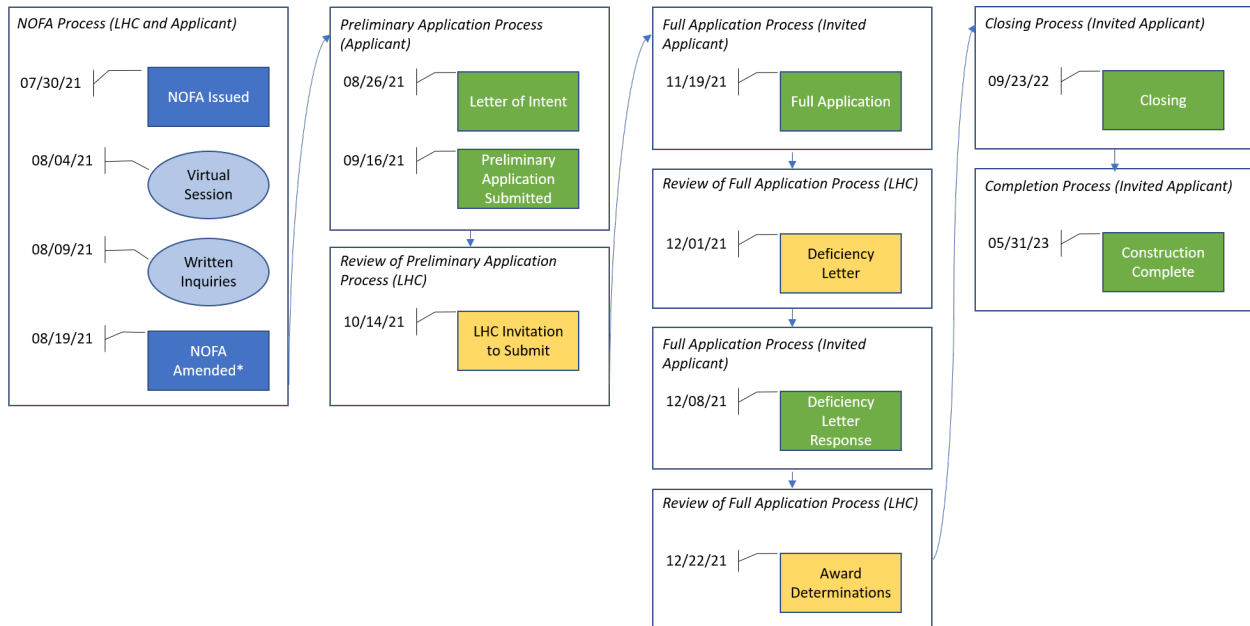 NOFA Process (LHC and Applicant)
07/30/21
NOFA Issued
08/04/21
Virtual
Session
08/09/21
Written
Inquiries
08/19/21
NOFA
Amended*
Preliminary Application Process
(Applicant)
08/26/21
Letter of Intent
09/16/21
Preliminary
Application
Submitted
Review of Preliminary Application
Process (LHC)
10/14/21
LHC Invitation
to Submit
Full Application Process (Invited
Applicant)
11/19/21
Full Application
Review of Full Application Process (LHC)
12/01/21
Deficiency
Letter
Full Application Process (Invited
Applicant)
12/08/21
Deficiency
Letter
Response
Review of Full Application Process (LHC)
12/22/21
Award
Determinations
Closing Process (Invited Applicant)
09/23/22
Closing
Completion Process (Invited Applicant)
05/31/23
Construction
Complete